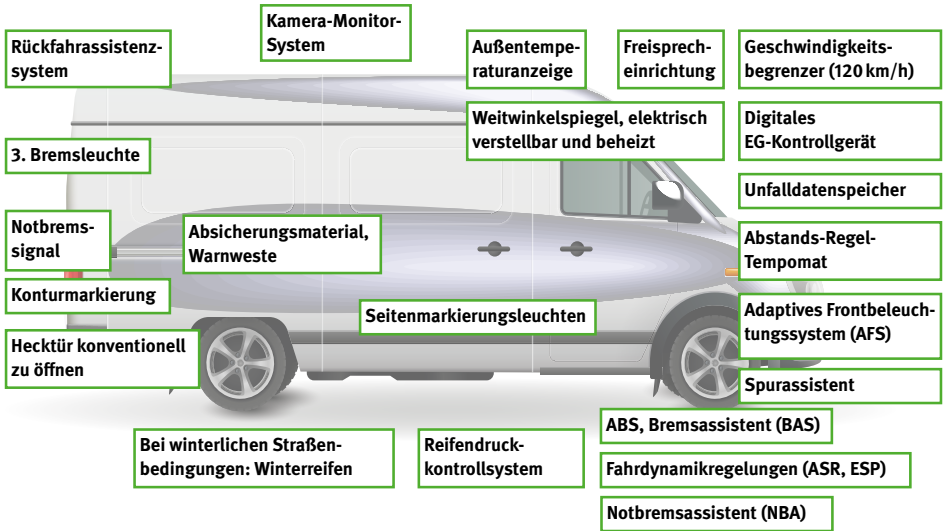 Kamera-Monitor-
System
Rückfahrassistenz-
system
Außentempe-
raturanzeige
Freisprech-
einrichtung
Geschwindigkeits-
begrenzer (120 km/h)
Weitwinkelspiegel, elektrisch
verstellbar und beheizt
Digitales
EG-Kontrollgerät
3. Bremsleuchte
Unfalldatenspeicher
Notbrems-
signal
Absicherungsmaterial,
Warnweste
Abstands-Regel-
Tempomat
Konturmarkierung
Seitenmarkierungsleuchten
Adaptives Frontbeleuch-
tungssystem (AFS)
Hecktür konventionell
zu öffnen
Spurassistent
ABS, Bremsassistent (BAS)
Bei winterlichen Straßen-
bedingungen: Winterreifen
Reifendruck-
kontrollsystem
Fahrdynamikregelungen (ASR, ESP)
Notbremsassistent (NBA)